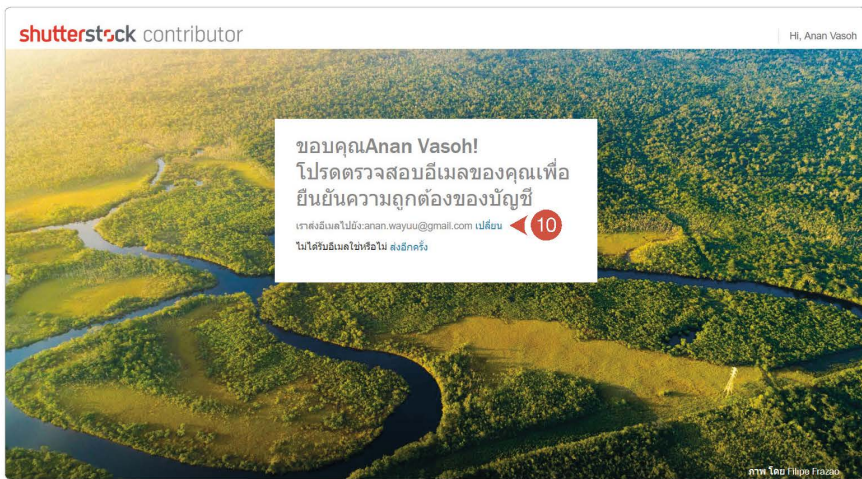 shutterstock contributor
Hi, Anan Vasoh
ขอบคุณAnan Vasoh!
โปรดตรวจสอบอีเมลของคุณเพื่อ
ยืนยันความถูกต้องของบัญชี
เราส่งอีเมลไปยัง:anan.wayuu@gmail.com เปลี่ยน
10
ไม่ได้รับอีเมลใช่หรือไม่ ส่งอีกครั้ง
ภาพ โดย Filipe Frazao